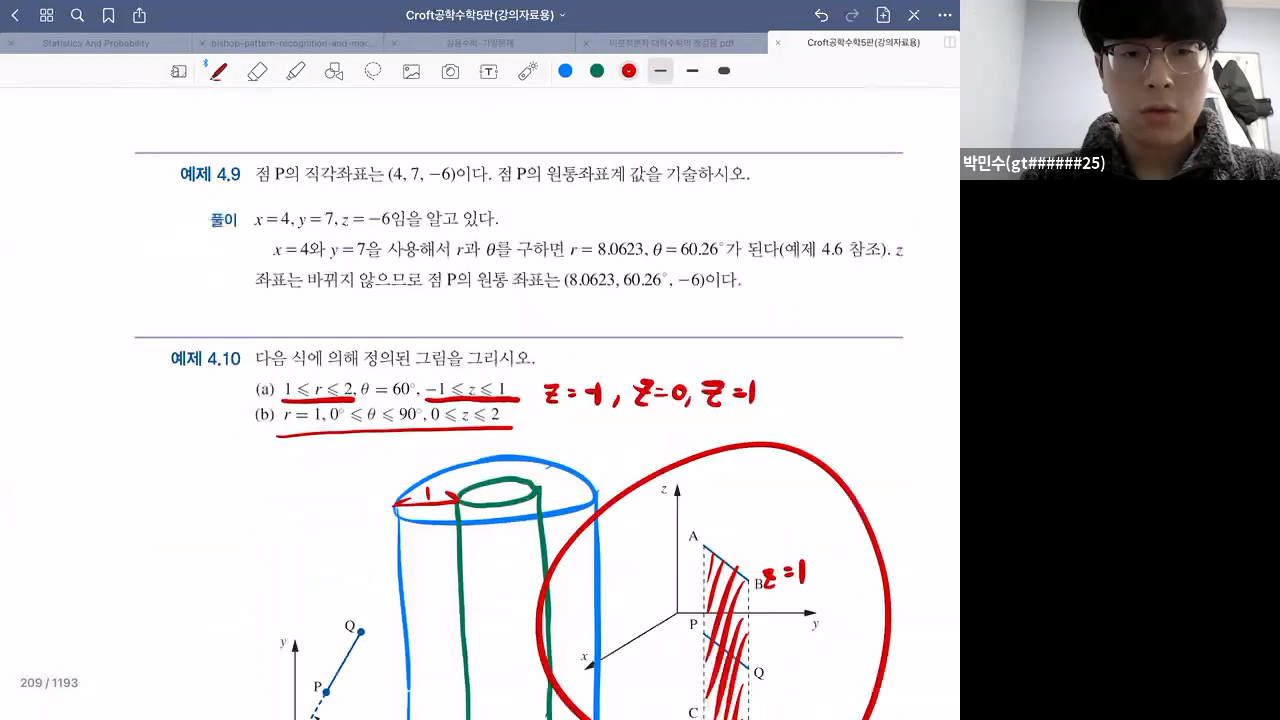 Croft공학수학5판(강의자료용)
Statistics And Probability
bishop-pattern-recognition-and-mac...
Croft공학수학5판(강의자료용)
박민수(gt######25)
예제 4.9 점 P의 직각좌표는 (4, 7, −6)이다. 점 P의 원통좌표계 값을 기술하시오.
풀이 x = 4, y = 7, z = −6임을 알고 있다.
x = 4와 y = 7을 사용해서 r과 θ를 구하면 r = 8.0623, θ = 60.26°가 된다(예제 4.6 참조). z
좌표는 바뀌지 않으므로 점 P의 원통 좌표는 (8.0623, 60.26°, −6)이다.
예제 4.10 다음 식에 의해 정의된 그림을 그리시오.
(a) 1 ⩽ r ⩽ 2, θ = 60°, −1 ⩽ z ⩽ 1 z = -1, z=0, z=1
(b) r = 1, 0° ⩽ θ ⩽ 90°, 0 ⩽ z ⩽ 2
1
z
A
B z=1
P
y
x
Q
C
Q
y
P
209 / 1193